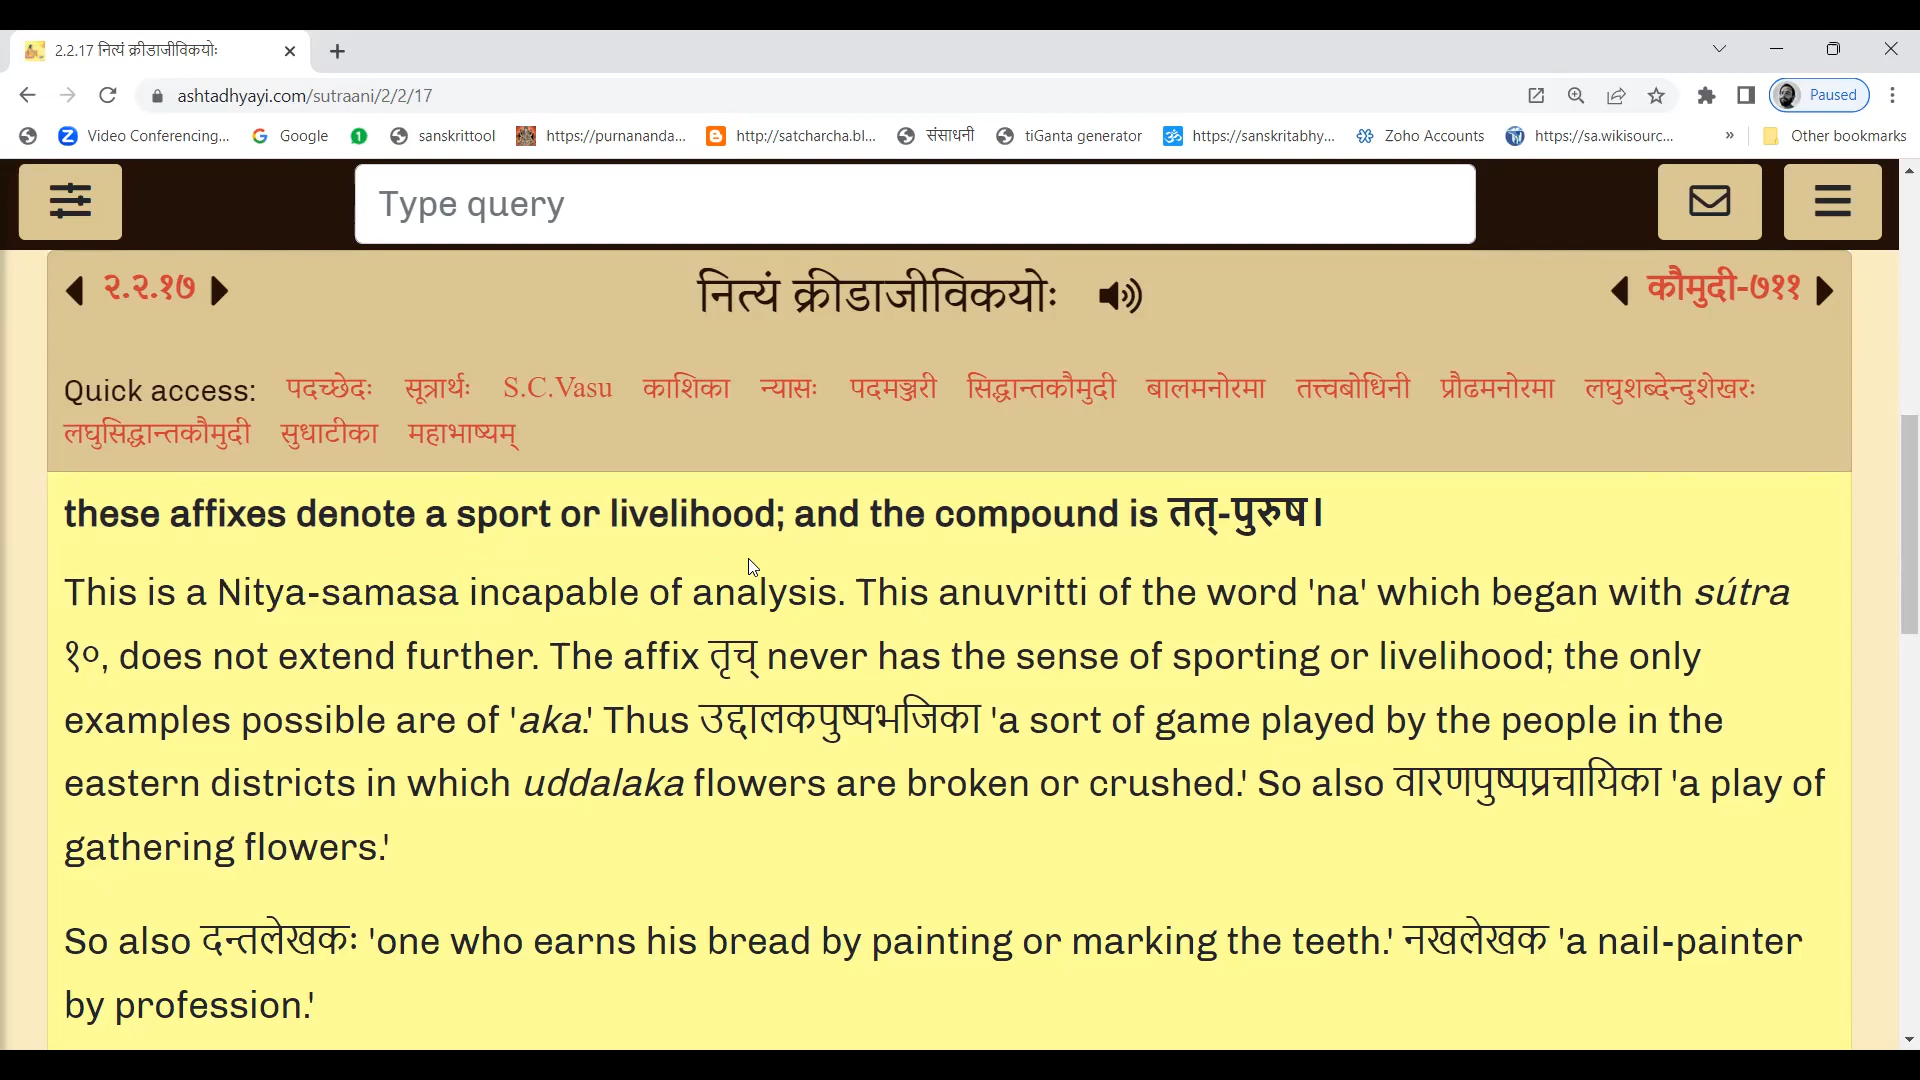 2.2.17 नित्यं क्रीडाजीविकयोः
ashtadhyayi.com/sutraani/2/2/17
Paused
Video Conferencing... Google 1 sanskrittool https://purnananda... http://satcharcha.bl... संसाधनी tiGanta generator https://sanskritabhy... Zoho Accounts https://sa.wikisourc... » Other bookmarks
Type query
२.२.१७ नित्यं क्रीडाजीविकयोः कौमुदी-७११
Quick access: पदच्छेदः सूत्रार्थः S.C.Vasu काशिका न्यासः पदमञ्जरी सिद्धान्तकौमुदी बालमनोरमा तत्त्वबोधिनी प्रौढमनोरमा लघुशब्देन्दुशेखरः
लघुसिद्धान्तकौमुदी सुधाटीका महाभाष्यम्
these affixes denote a sport or livelihood; and the compound is तत्-पुरुष।
This is a Nitya-samasa incapable of analysis. This anuvritti of the word 'na' which began with sútra
१०, does not extend further. The affix तृच् never has the sense of sporting or livelihood; the only
examples possible are of 'aka.' Thus उद्दालकपुष्पभजिका 'a sort of game played by the people in the
eastern districts in which uddalaka flowers are broken or crushed.' So also वारणपुष्पप्रचायिका 'a play of
gathering flowers.'
So also दन्तलेखकः 'one who earns his bread by painting or marking the teeth.' नखलेखक 'a nail-painter
by profession.'